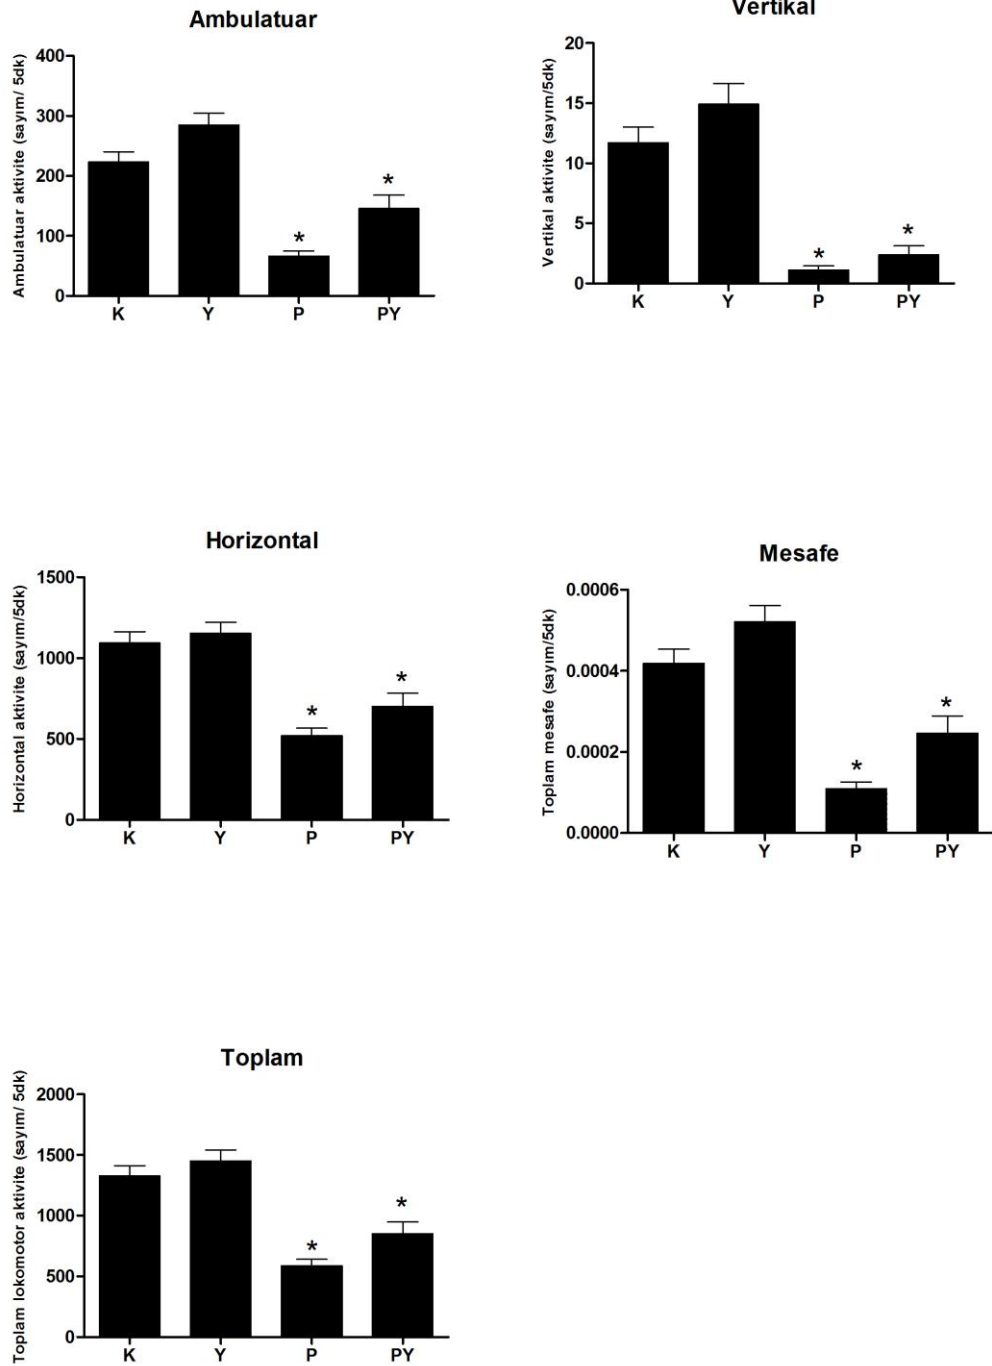 Ambulatuar
Ambulatuar aktivite (sayım/ 5dk)
400
300
200
100
0
*
*
K Y P PY
Vertikal
Vertikal aktivite (sayım/5dk)
20
15
10
5
0
*
*
K Y P PY
Horizontal
Horizontal aktivite (sayım/5dk)
1500
1000
500
0
*
*
K Y P PY
Mesafe
Toplam mesafe (sayım/5dk)
0.0006
0.0004
0.0002
0.0000
*
*
K Y P PY
Toplam
Toplam lokomotor aktivite (sayım/ 5dk)
2000
1500
1000
500
0
*
*
K Y P PY